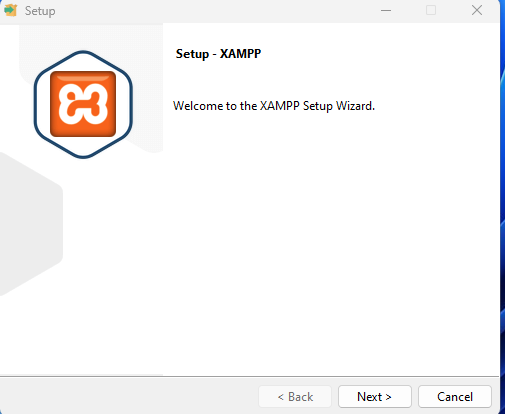 Setup
Setup - XAMPP
Welcome to the XAMPP Setup Wizard.
< Back
Next >
Cancel